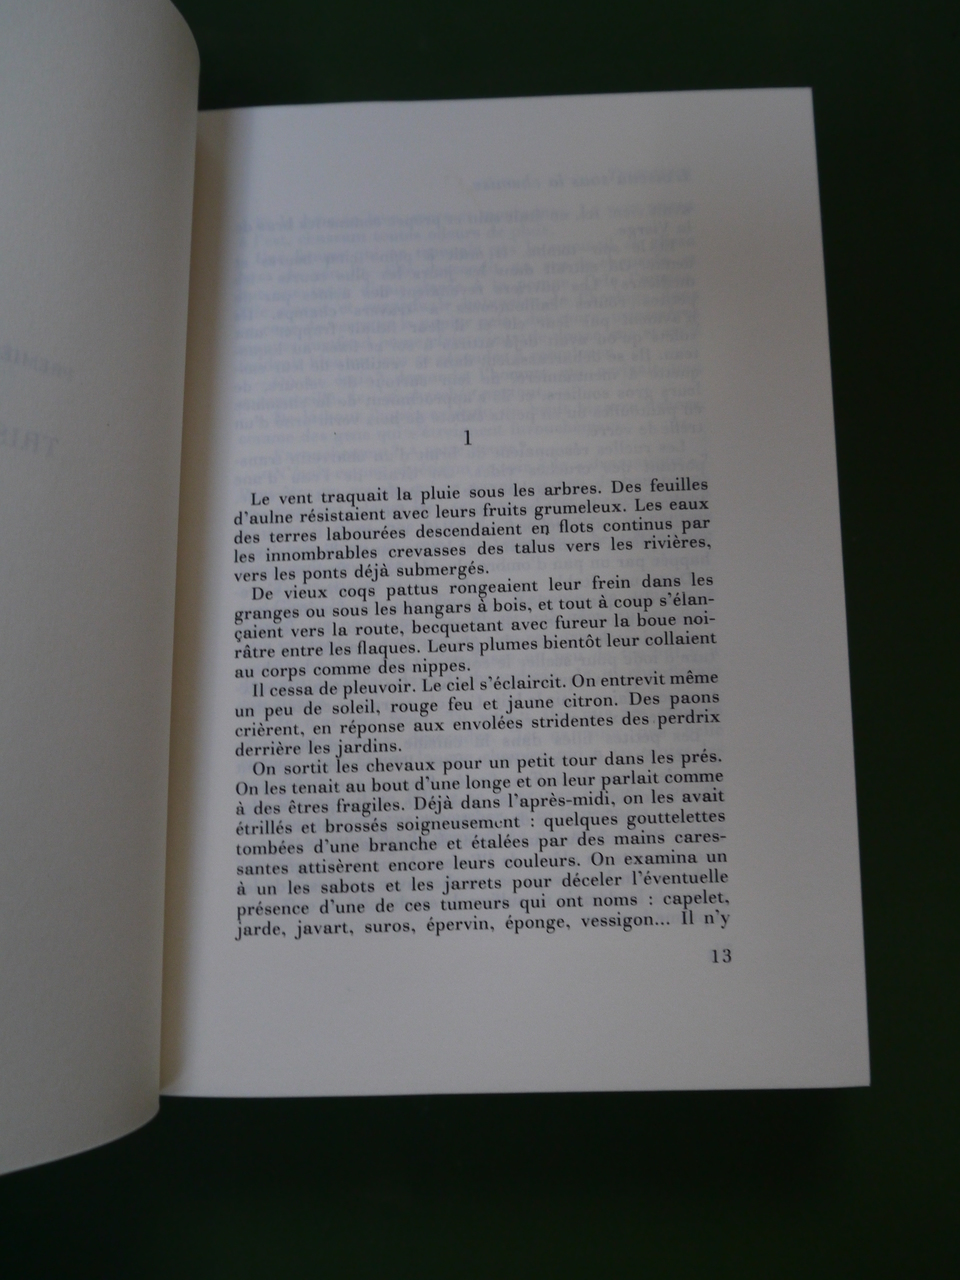 1
Le vent traquait la pluie sous les arbres. Des feuilles
d'aulne résistaient avec leurs fruits grumeleux. Les eaux
des terres labourées descendaient en flots continus par
les innombrables crevasses des talus vers les rivières,
vers les ponts déjà submergés.
De vieux coqs pattus rongeaient leur frein dans les
granges ou sous les hangars à bois, et tout à coup s'élan-
çaient vers la route, becquetant avec fureur la boue noi-
râtre entre les flaques. Leurs plumes bientôt leur collaient
au corps comme des nippes.
Il cessa de pleuvoir. Le ciel s'éclaircit. On entrevit même
un peu de soleil, rouge feu et jaune citron. Des paons
crièrent, en réponse aux envolées stridentes des perdrix
derrière les jardins.
On sortit les chevaux pour un petit tour dans les prés.
On les tenait au bout d'une longe et on leur parlait comme
à des êtres fragiles. Déjà dans l'après-midi, on les avait
étrillés et brossés soigneusement : quelques gouttelettes
tombées d'une branche et étalées par des mains cares-
santes attisèrent encore leurs couleurs. On examina un
à un les sabots et les jarrets pour déceler l'éventuelle
présence d'une de ces tumeurs qui ont noms : capelet,
jarde, javart, suros, épervin, éponge, vessigon... Il n'y
13